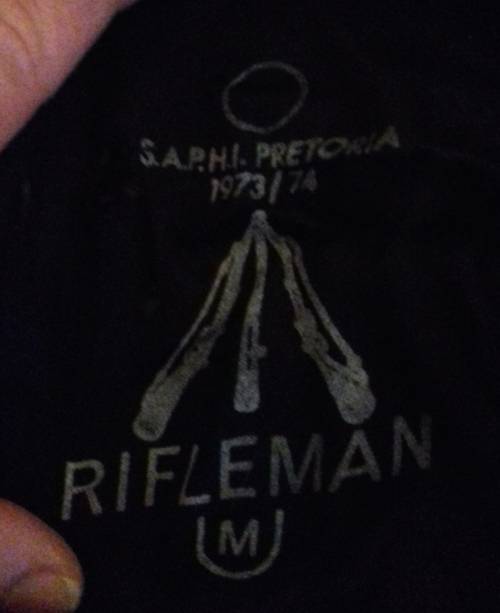 S.A.P.H.I. PRETORIA
1973/74
RIFLEMAN
M